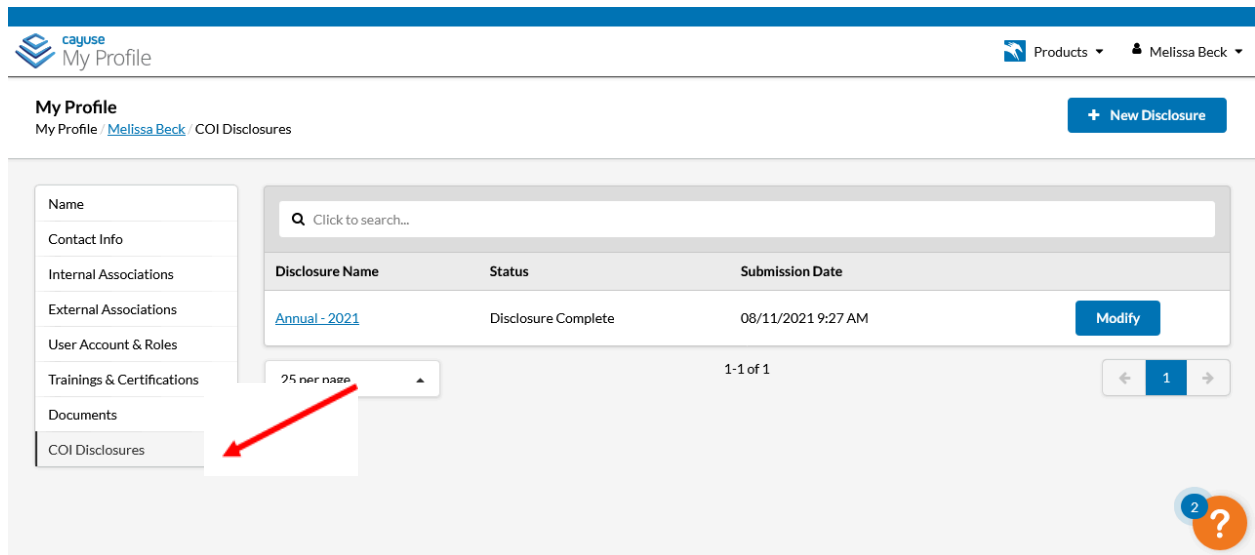 cayuse
My Profile
Products
Melissa Beck
My Profile
My Profile / Melissa Beck / COI Disclosures
+ New Disclosure
Name
Contact Info
Internal Associations
External Associations
User Account & Roles
Trainings & Certifications
Documents
COI Disclosures
Click to search...
Disclosure Name Status Submission Date
Annual - 2021 Disclosure Complete 08/11/2021 9:27 AM Modify
25 per page 1-1 of 1 1
2
?